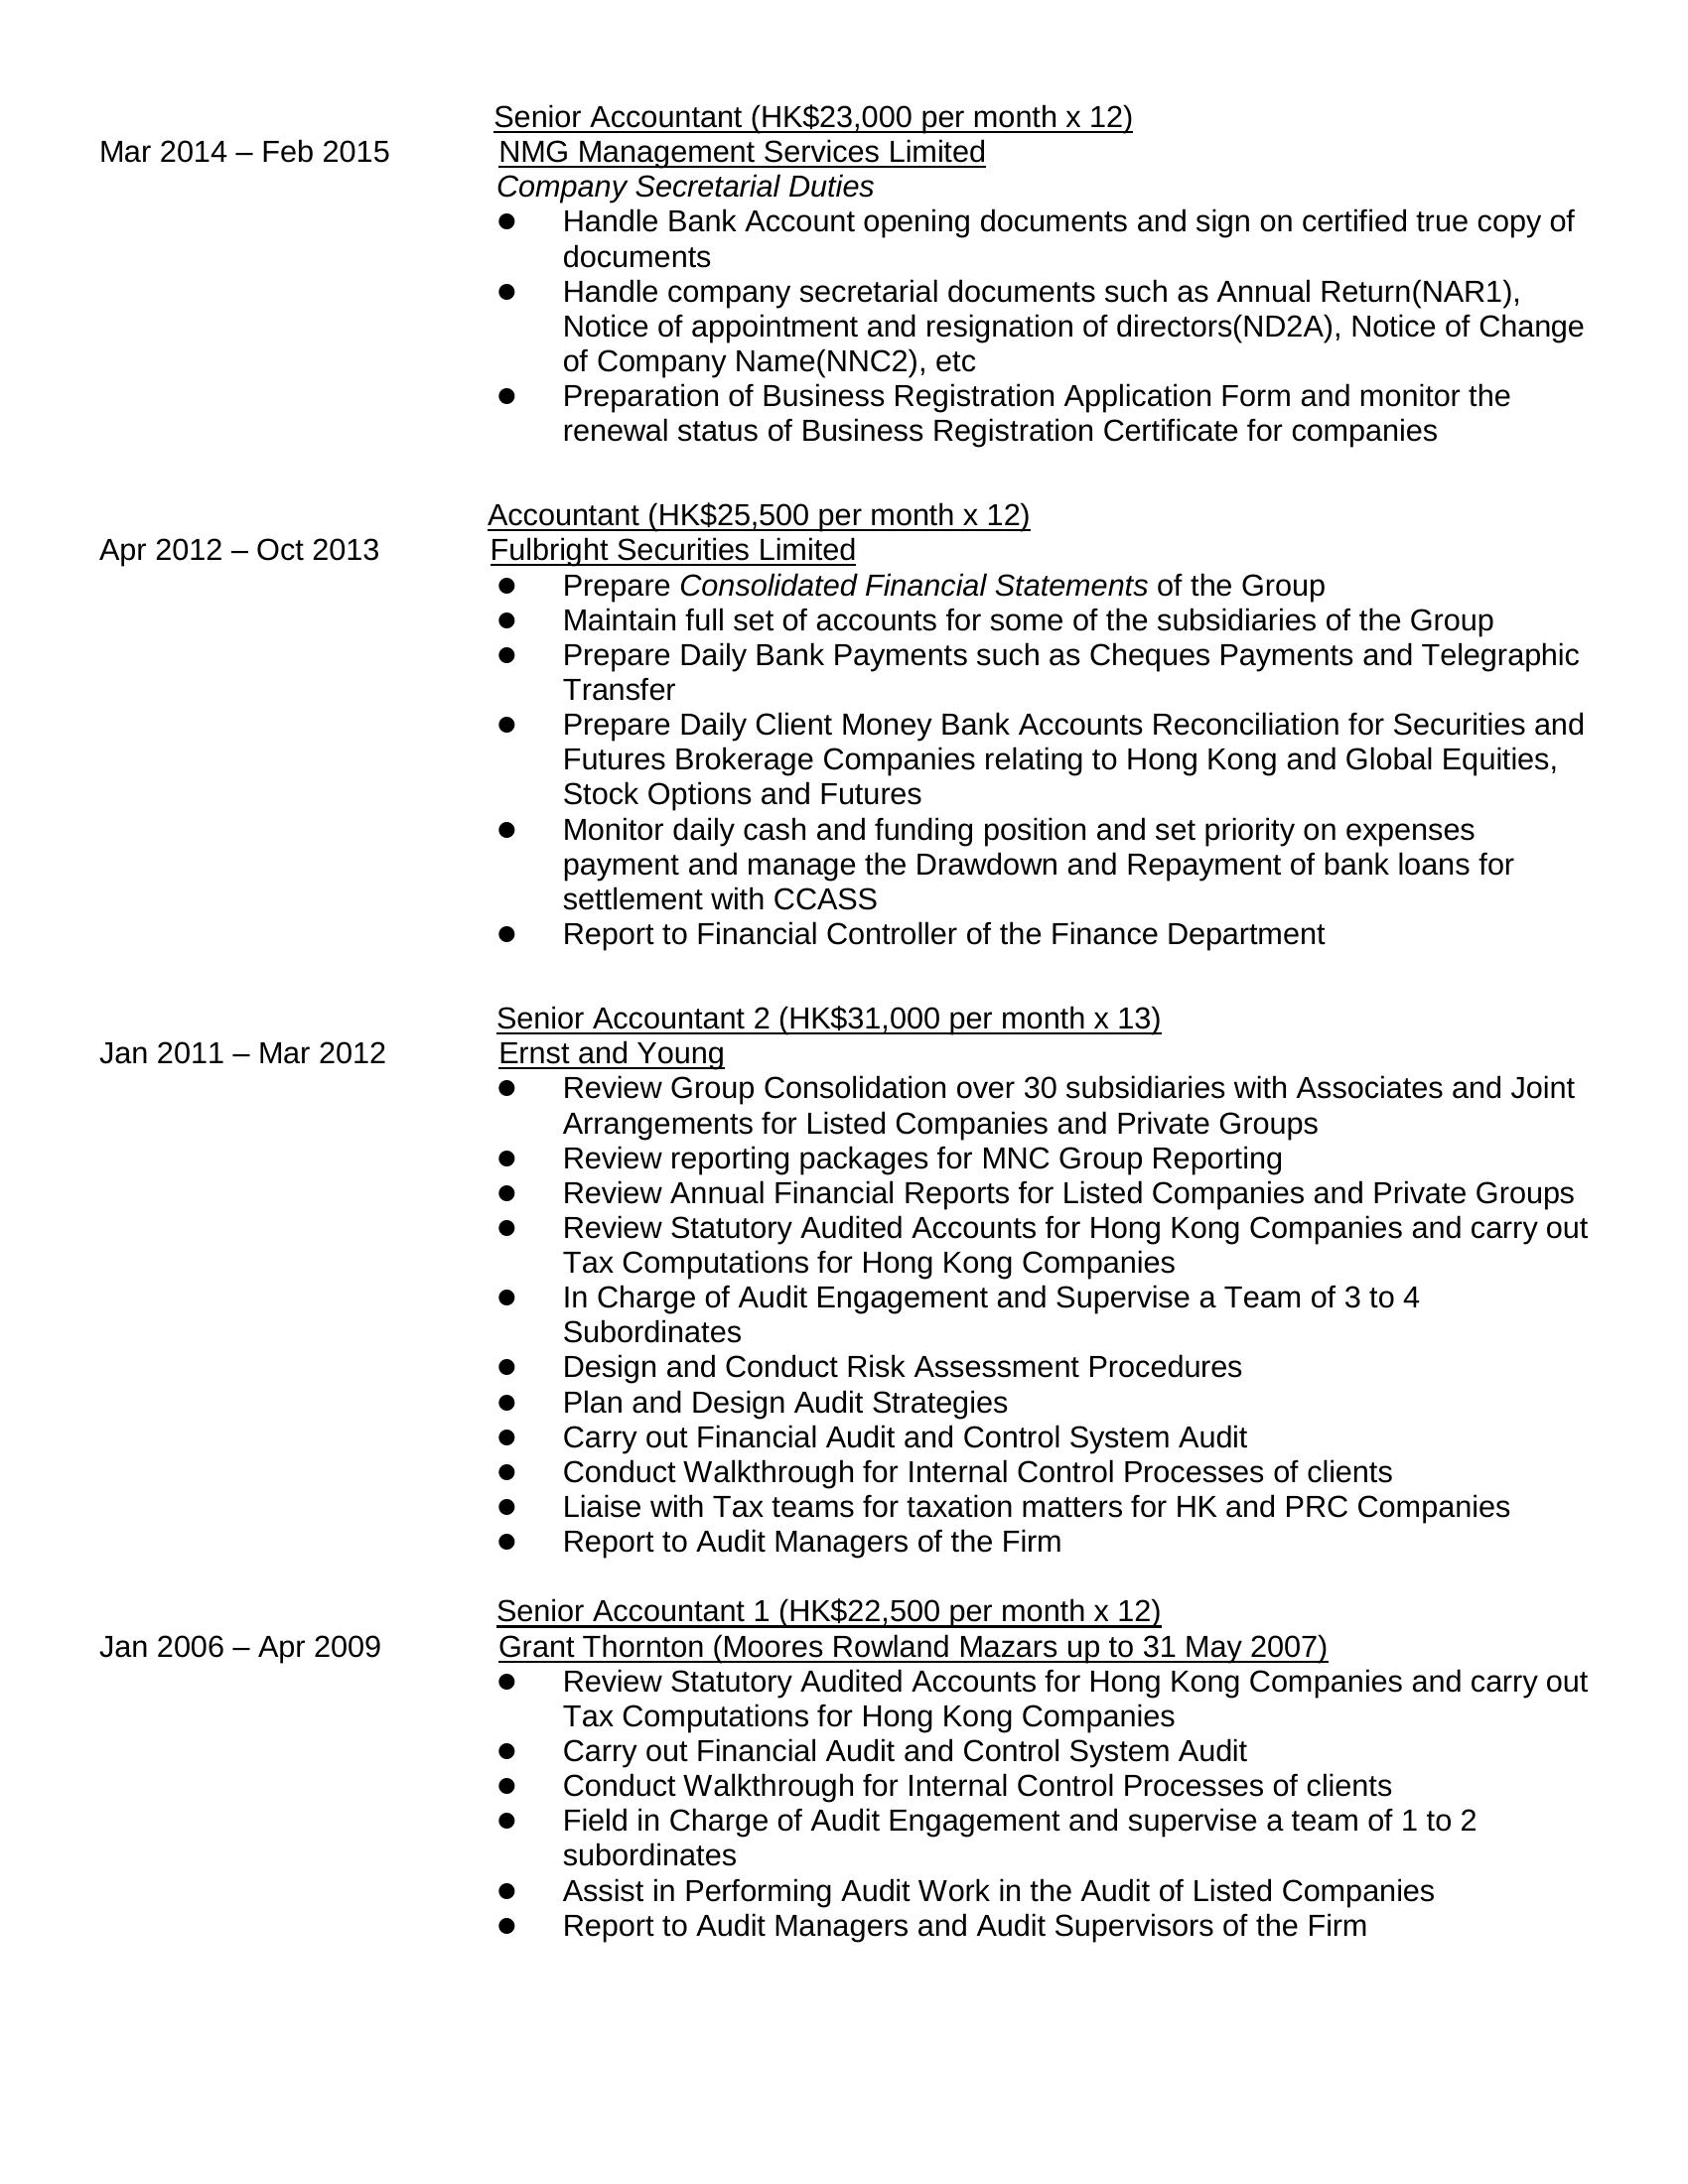 Senior Accountant (HK$23,000 per month x 12)
Mar 2014 – Feb 2015 NMG Management Services Limited
Company Secretarial Duties
● Handle Bank Account opening documents and sign on certified true copy of
documents
● Handle company secretarial documents such as Annual Return(NAR1),
Notice of appointment and resignation of directors(ND2A), Notice of Change
of Company Name(NNC2), etc
● Preparation of Business Registration Application Form and monitor the
renewal status of Business Registration Certificate for companies
Accountant (HK$25,500 per month x 12)
Apr 2012 – Oct 2013 Fulbright Securities Limited
● Prepare Consolidated Financial Statements of the Group
● Maintain full set of accounts for some of the subsidiaries of the Group
● Prepare Daily Bank Payments such as Cheques Payments and Telegraphic
Transfer
● Prepare Daily Client Money Bank Accounts Reconciliation for Securities and
Futures Brokerage Companies relating to Hong Kong and Global Equities,
Stock Options and Futures
● Monitor daily cash and funding position and set priority on expenses
payment and manage the Drawdown and Repayment of bank loans for
settlement with CCASS
● Report to Financial Controller of the Finance Department
Senior Accountant 2 (HK$31,000 per month x 13)
Jan 2011 – Mar 2012 Ernst and Young
● Review Group Consolidation over 30 subsidiaries with Associates and Joint
Arrangements for Listed Companies and Private Groups
● Review reporting packages for MNC Group Reporting
● Review Annual Financial Reports for Listed Companies and Private Groups
● Review Statutory Audited Accounts for Hong Kong Companies and carry out
Tax Computations for Hong Kong Companies
● In Charge of Audit Engagement and Supervise a Team of 3 to 4
Subordinates
● Design and Conduct Risk Assessment Procedures
● Plan and Design Audit Strategies
● Carry out Financial Audit and Control System Audit
● Conduct Walkthrough for Internal Control Processes of clients
● Liaise with Tax teams for taxation matters for HK and PRC Companies
● Report to Audit Managers of the Firm
Senior Accountant 1 (HK$22,500 per month x 12)
Jan 2006 – Apr 2009 Grant Thornton (Moores Rowland Mazars up to 31 May 2007)
● Review Statutory Audited Accounts for Hong Kong Companies and carry out
Tax Computations for Hong Kong Companies
● Carry out Financial Audit and Control System Audit
● Conduct Walkthrough for Internal Control Processes of clients
● Field in Charge of Audit Engagement and supervise a team of 1 to 2
subordinates
● Assist in Performing Audit Work in the Audit of Listed Companies
● Report to Audit Managers and Audit Supervisors of the Firm